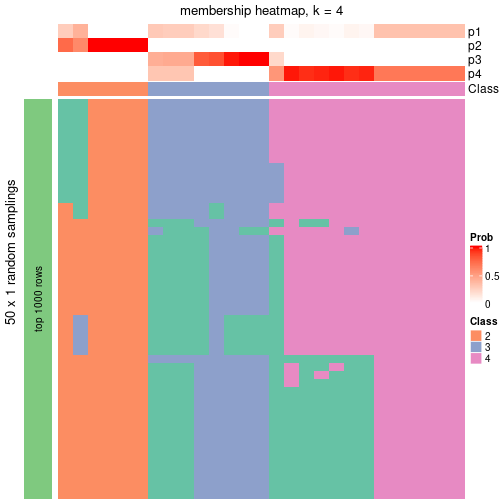 membership heatmap, k = 4
p1
p2
p3
p4
Class
50 x 1 random samplings
top 1000 rows
Prob
1
0.5
0
Class
2
3
4